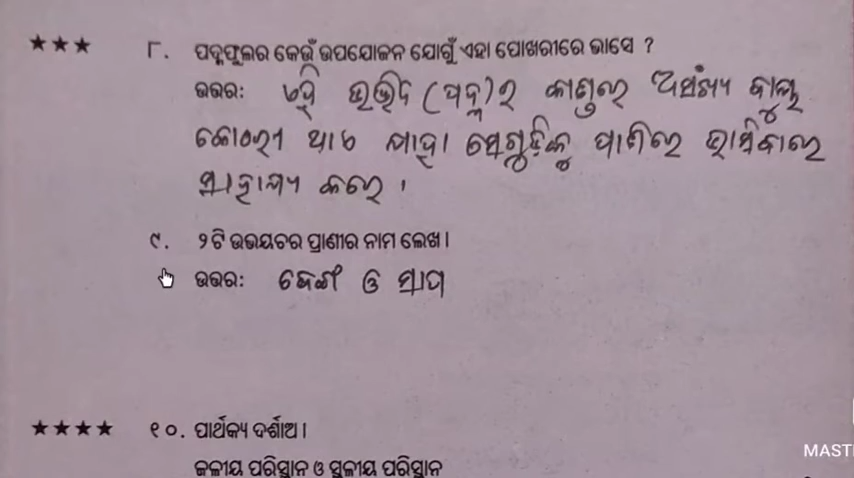 ★★★ ୮. ପଦ୍ମଫୁଲର କେଉଁ ଉପଯୋଜନ ଯୋଗୁଁ ଏହା ପୋଖରୀରେ ଭାସେ ?
ଉତ୍ତର: ଏହି ଉଦ୍ଭିଦ (ପଦ୍ମ)ର କାଣ୍ଡରେ ଅସଂଖ୍ୟ ବାୟୁ
କୋଠରୀ ଥାଏ ଯାହା ସେଗୁଡ଼ିକୁ ପାଣିରେ ଭାସିବାରେ
ସାହାଯ୍ୟ କରେ ।
୯. ୨ଟି ଉଭୟଚର ପ୍ରାଣୀର ନାମ ଲେଖ।
ଉତ୍ତର: ବେଙ୍ଗ ଓ ସାପ
★★★★ ୧୦. ପାର୍ଥକ୍ୟ ଦର୍ଶାଅ।
ଜଳୀୟ ପରିସ୍ଥାନ ଓ ସ୍ଥଳୀୟ ପରିସ୍ଥାନ
MAST